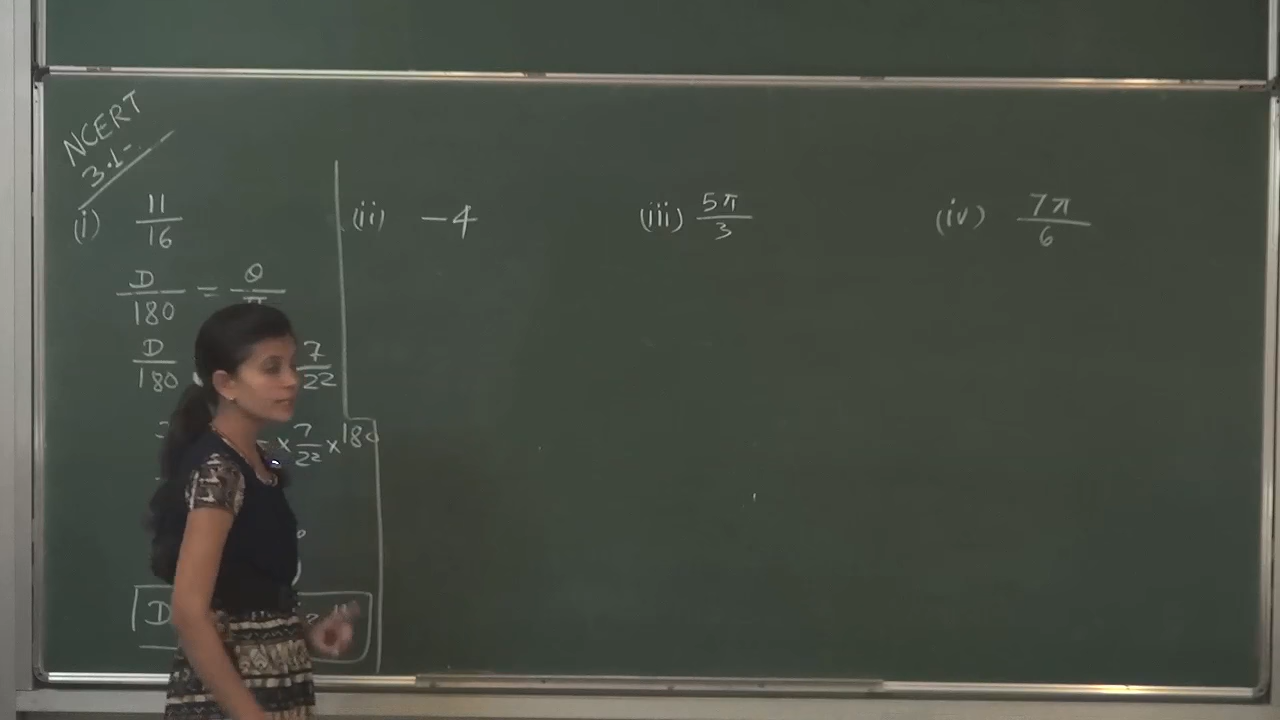 NCERT
3.1-
(i) 11/16
D/180 = θ/π
D/180 7/22
× 7/22 × 180
D
(ii) -4
(iii) 5π/3
(iv) 7π/6